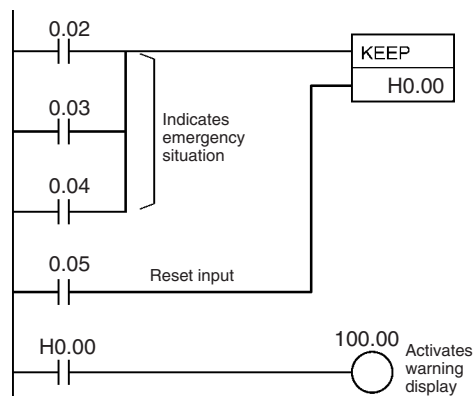 0.02
KEEP
H0.00
0.03
Indicates
emergency
situation
0.04
0.05
Reset input
H0.00
100.00
Activates
warning
display